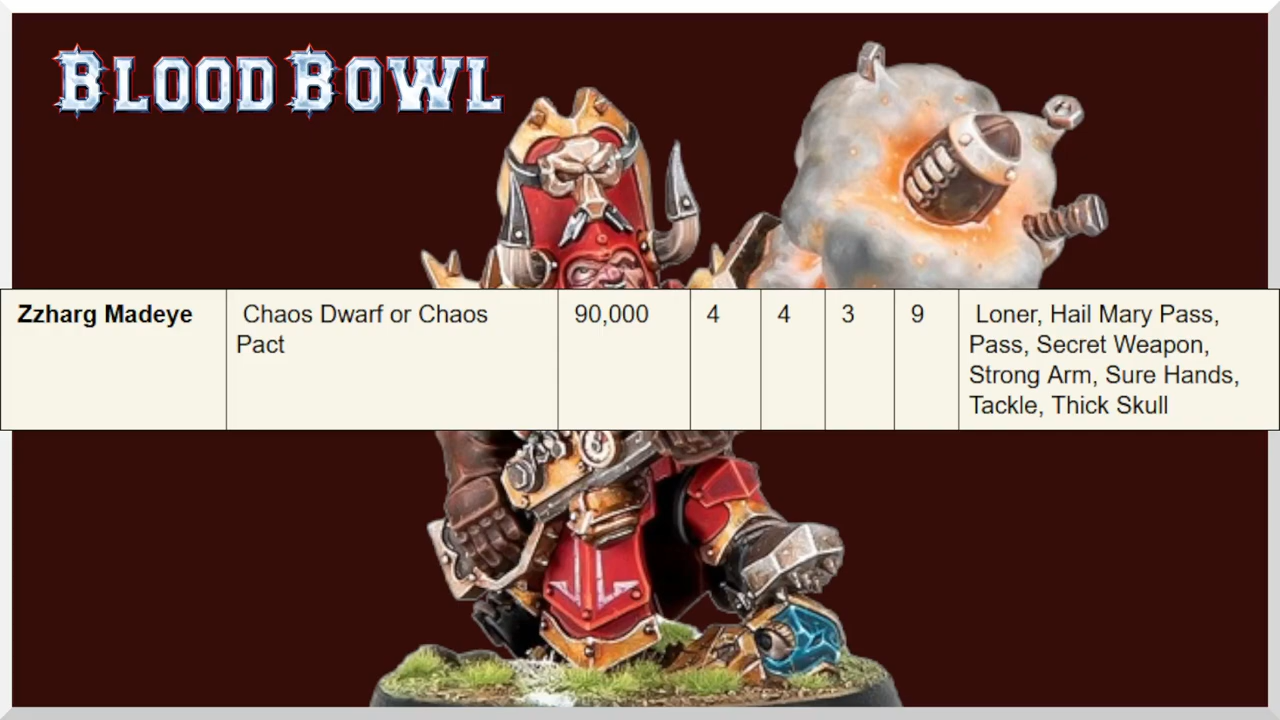 BLOOD BOWL
Zzharg Madeye
Chaos Dwarf or Chaos
Pact
90,000
4
4
3
9
Loner, Hail Mary Pass,
Pass, Secret Weapon,
Strong Arm, Sure Hands,
Tackle, Thick Skull